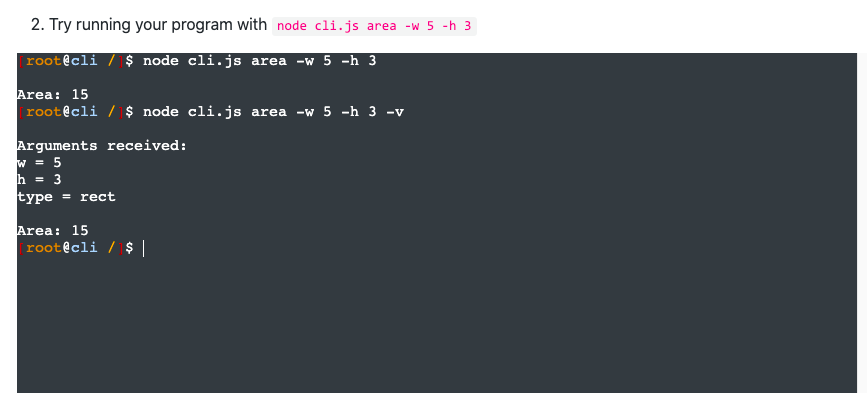 2. Try running your program with node cli.js area -w 5 -h 3
[root@cli /]$ node cli.js area -w 5 -h 3
Area: 15
[root@cli /]$ node cli.js area -w 5 -h 3 -v
Arguments received:
w = 5
h = 3
type = rect
Area: 15
[root@cli /]$